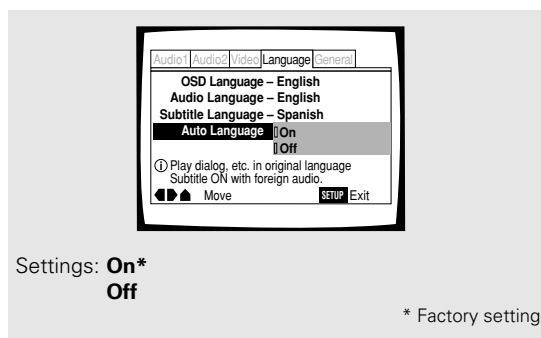 Audio1 Audio2 Video Language General
OSD Language – English
Audio Language – English
Subtitle Language – Spanish
Auto Language On
Off
Play dialog, etc. in original language
Subtitle ON with foreign audio.
Move SETUP Exit
Settings: On*
Off
* Factory setting